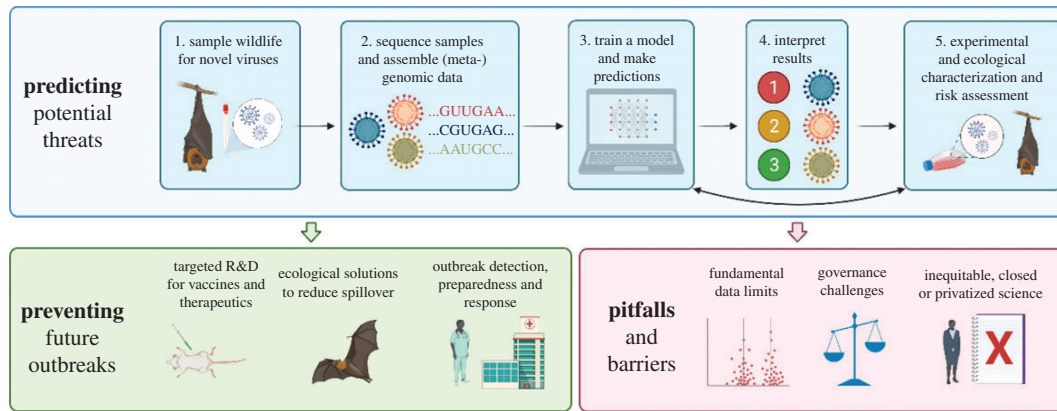 1. sample wildlife
for novel viruses
2. sequence samples
and assemble (meta-)
genomic data
...GUUGAA...
...CGUGAG...
...AAUGCC...
3. train a model
and make
predictions
4. interpret
results
1
2
3
5. experimental
and ecological
characterization and
risk assessment
predicting
potential
threats
preventing
future
outbreaks
targeted R&D
for vaccines and
therapeutics
ecological solutions
to reduce spillover
outbreak detection,
preparedness and
response
pitfalls
and
barriers
fundamental
data limits
governance
challenges
inequitable, closed
or privatized science
X